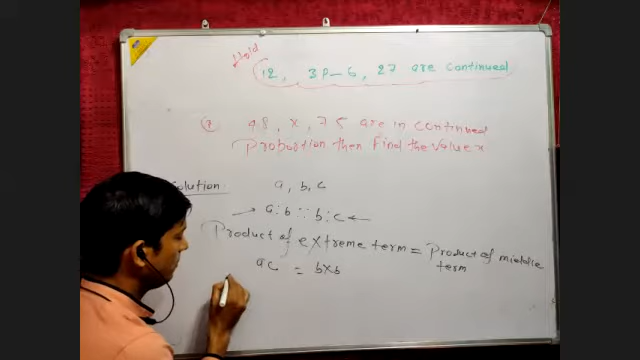 Hold
12, 3P-6, 27 are continued
② 48, x, 75 are in continued
Proportion then find the value x
Solution
a, b, c
→ a:b :: b:c ←
Product of extreme term = Product of middle
term
ac = b×b